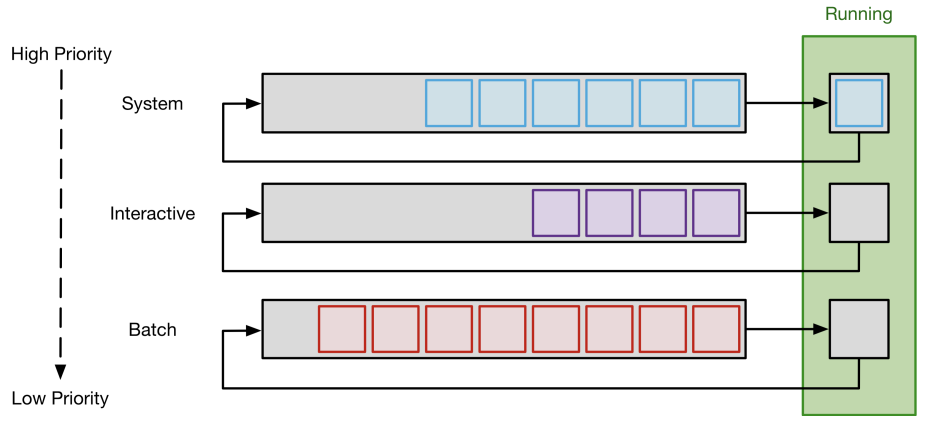 Running
High Priority
System
Interactive
Batch
Low Priority